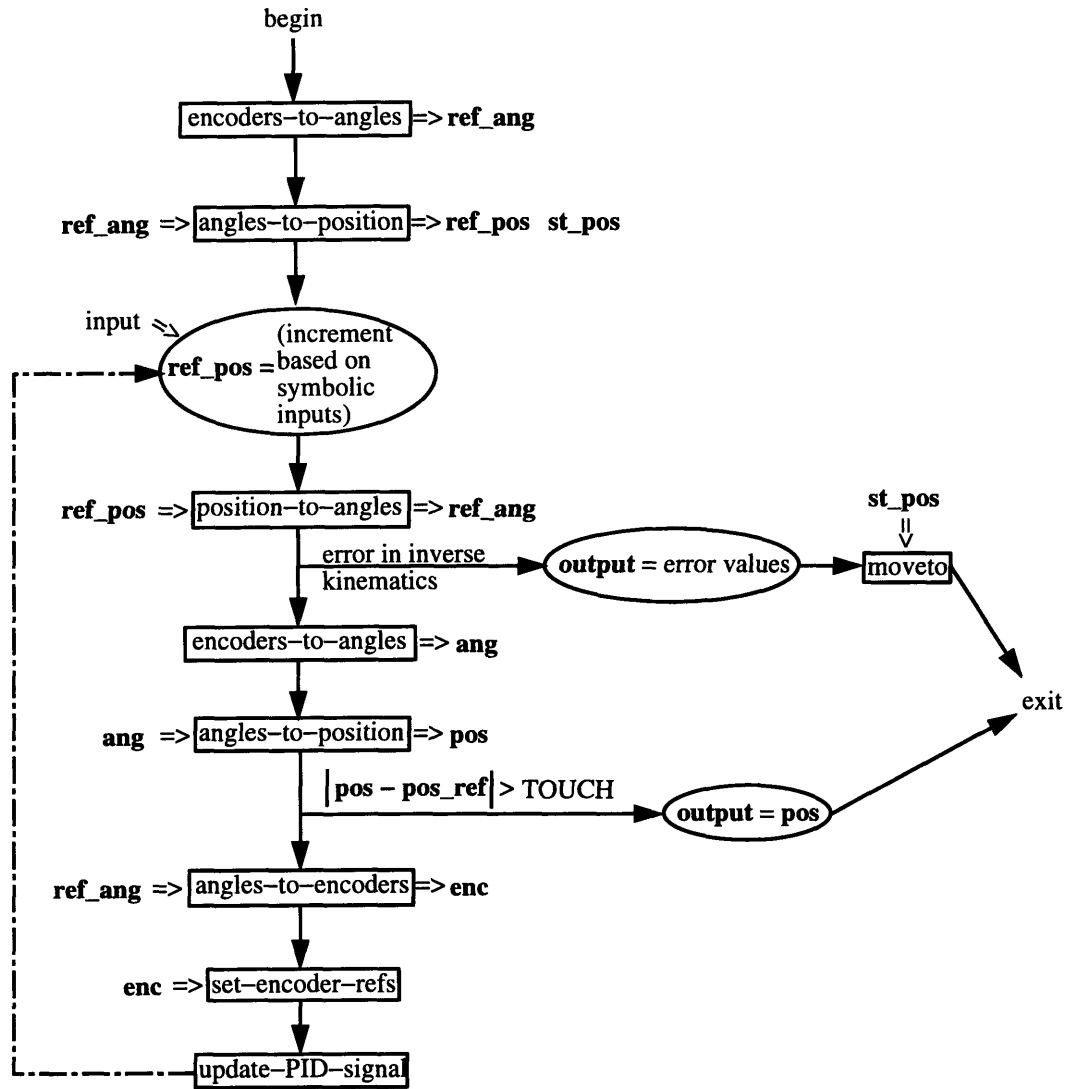 begin
encoders–to–angles => ref_ang
ref_ang => angles–to–position => ref_pos st_pos
input =>
ref_pos = (increment
based on
symbolic
inputs)
ref_pos => position–to–angles => ref_ang
st_pos
=>
error in inverse
kinematics
output = error values
moveto
encoders–to–angles => ang
exit
ang => angles–to–position => pos
|pos – pos_ref| > TOUCH
output = pos
ref_ang => angles–to–encoders => enc
enc => set–encoder–refs
update–PID–signal